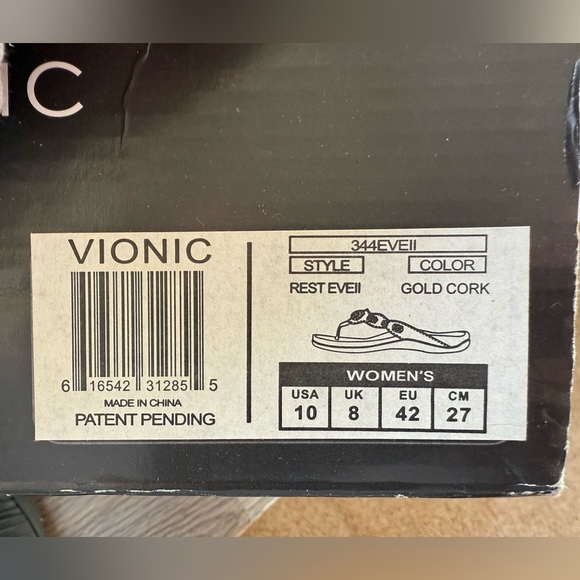 IC
VIONIC
6 16542 31285 5
MADE IN CHINA
PATENT PENDING
344EVEII
STYLE COLOR
REST EVEII GOLD CORK
WOMEN'S
USA UK EU CM
10 8 42 27